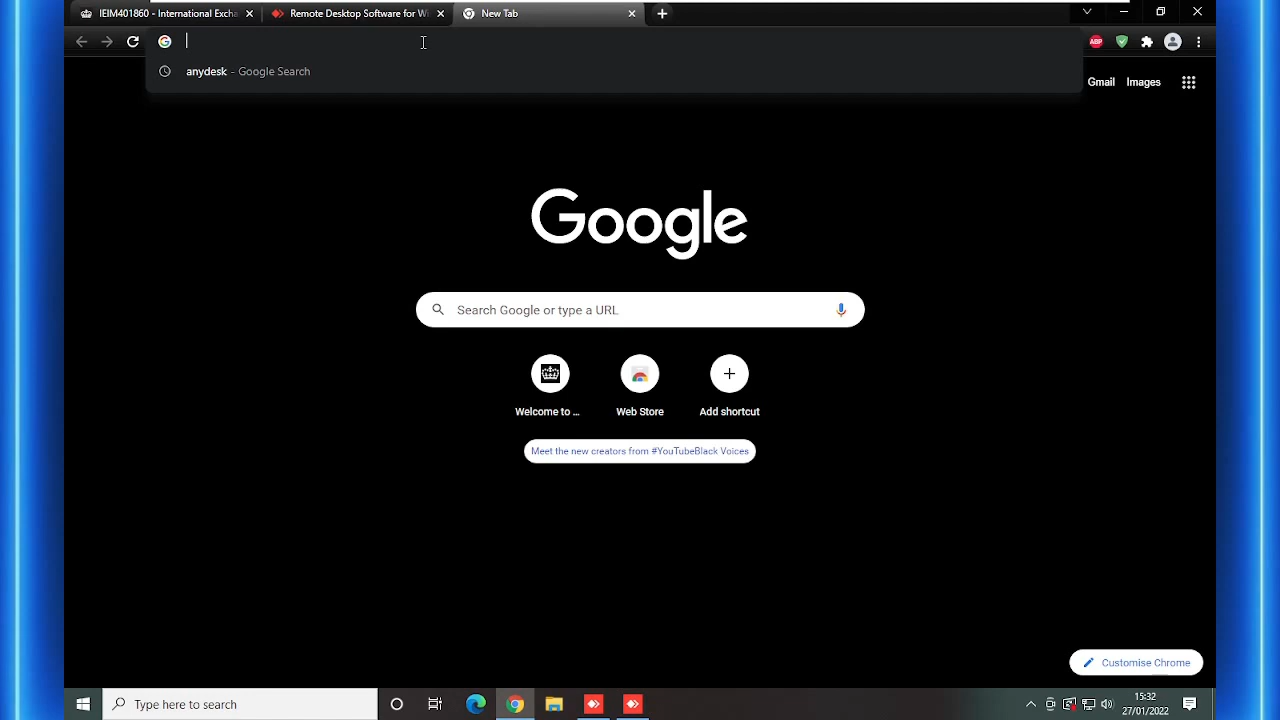 IEIM401860 - International Excha
Remote Desktop Software for Wi
New Tab
ABP
anydesk - Google Search
Gmail
Images
Google
Search Google or type a URL
Welcome to ...
Web Store
Add shortcut
Meet the new creators from #YouTubeBlack Voices
Customise Chrome
Type here to search
15:32
27/01/2022